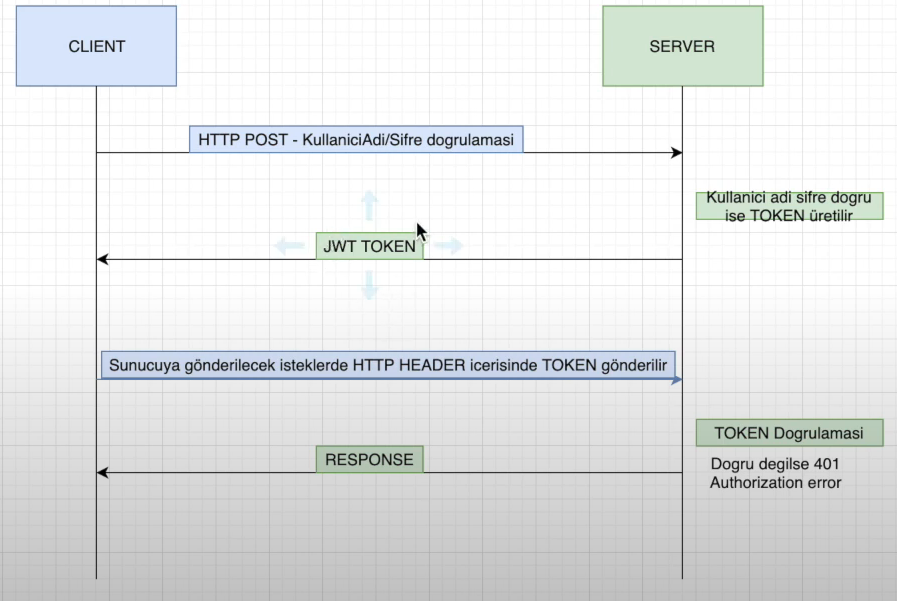 CLIENT
SERVER
HTTP POST - KullaniciAdi/Sifre dogrulamasi
Kullanici adi sifre dogru
ise TOKEN üretilir
JWT TOKEN
Sunucuya gönderilecek isteklerde HTTP HEADER icerisinde TOKEN gönderilir
TOKEN Dogrulamasi
RESPONSE
Dogru degilse 401
Authorization error